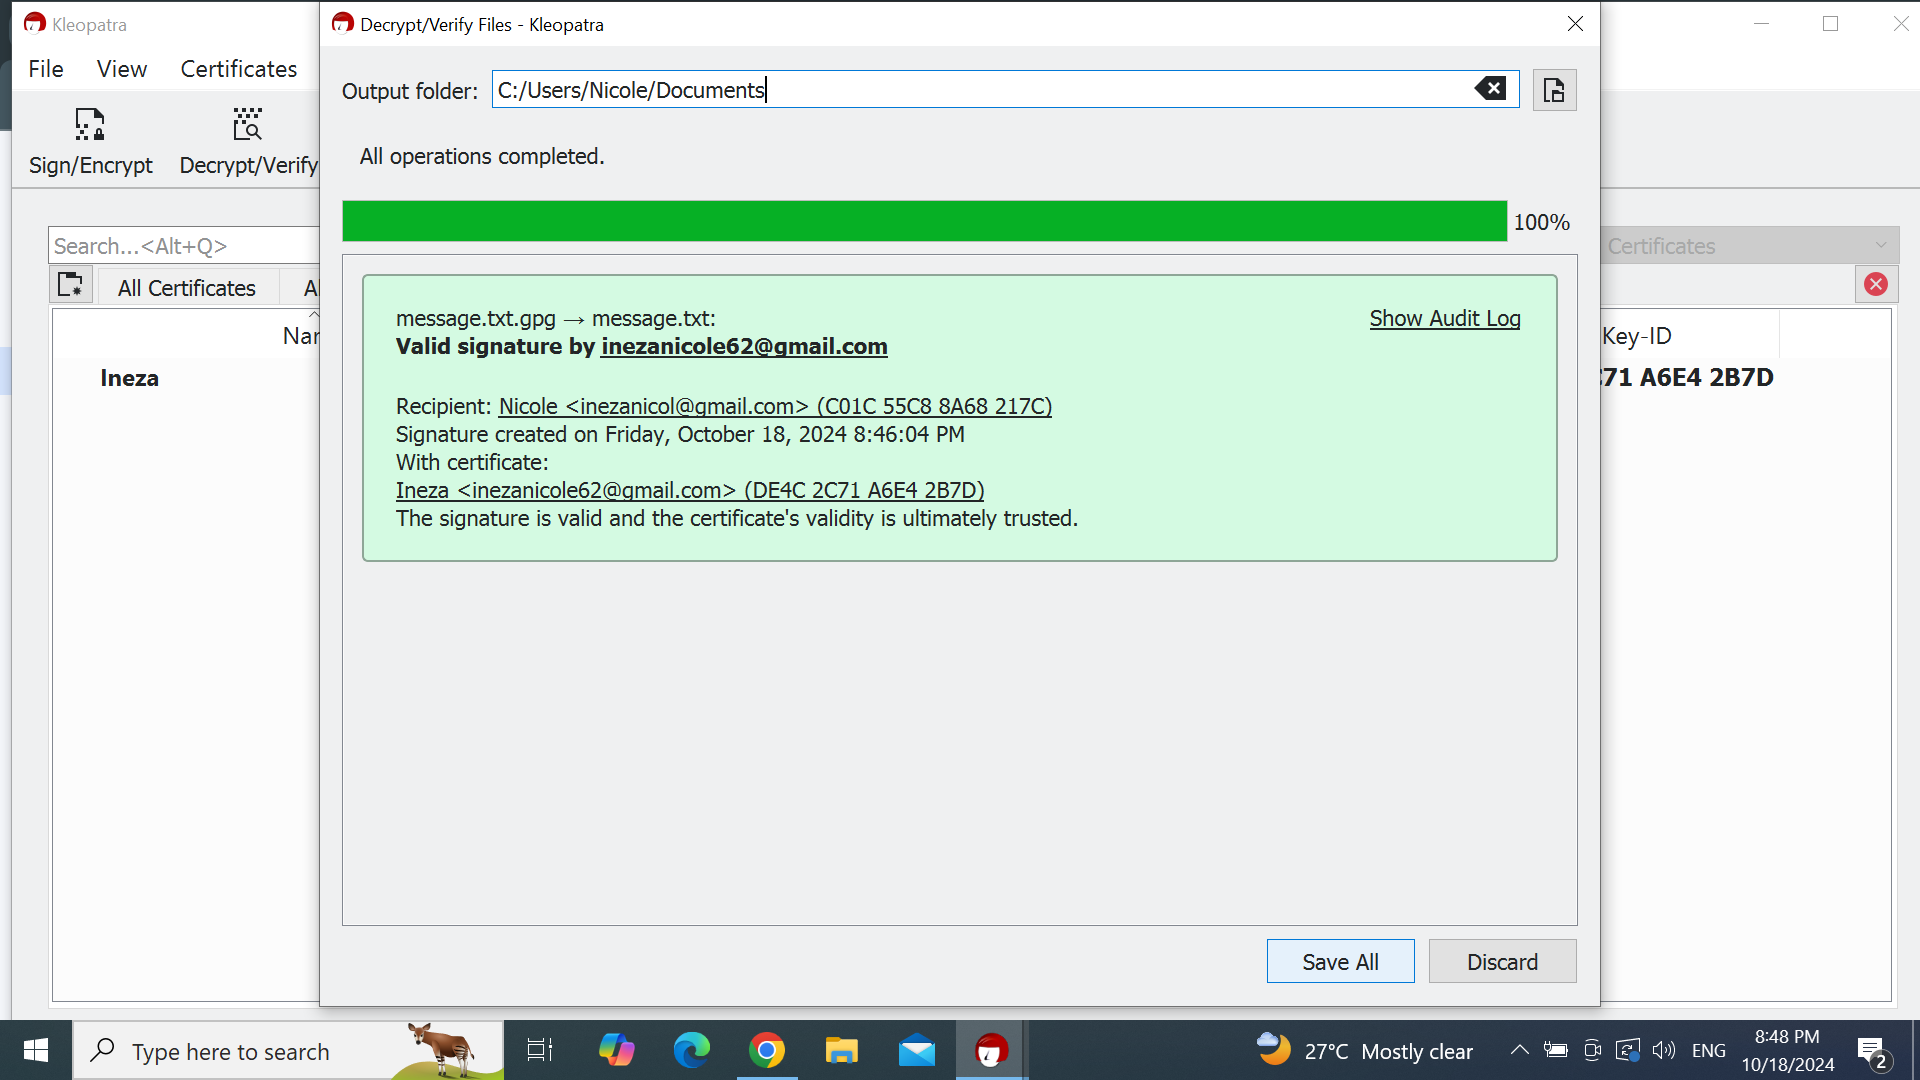 Kleopatra
Decrypt/Verify Files - Kleopatra
File View Certificates
Output folder: C:/Users/Nicole/Documents
Sign/Encrypt Decrypt/Verify
All operations completed.
100%
Search...<Alt+Q>
Certificates
All Certificates
Key-ID
Ineza
71 A6E4 2B7D
message.txt.gpg → message.txt:
Show Audit Log
Valid signature by inezanicole62@gmail.com
Recipient: Nicole <inezanicol@gmail.com> (C01C 55C8 8A68 217C)
Signature created on Friday, October 18, 2024 8:46:04 PM
With certificate:
Ineza <inezanicole62@gmail.com> (DE4C 2C71 A6E4 2B7D)
The signature is valid and the certificate's validity is ultimately trusted.
Save All Discard
Type here to search
27°C Mostly clear
ENG
8:48 PM
10/18/2024
2